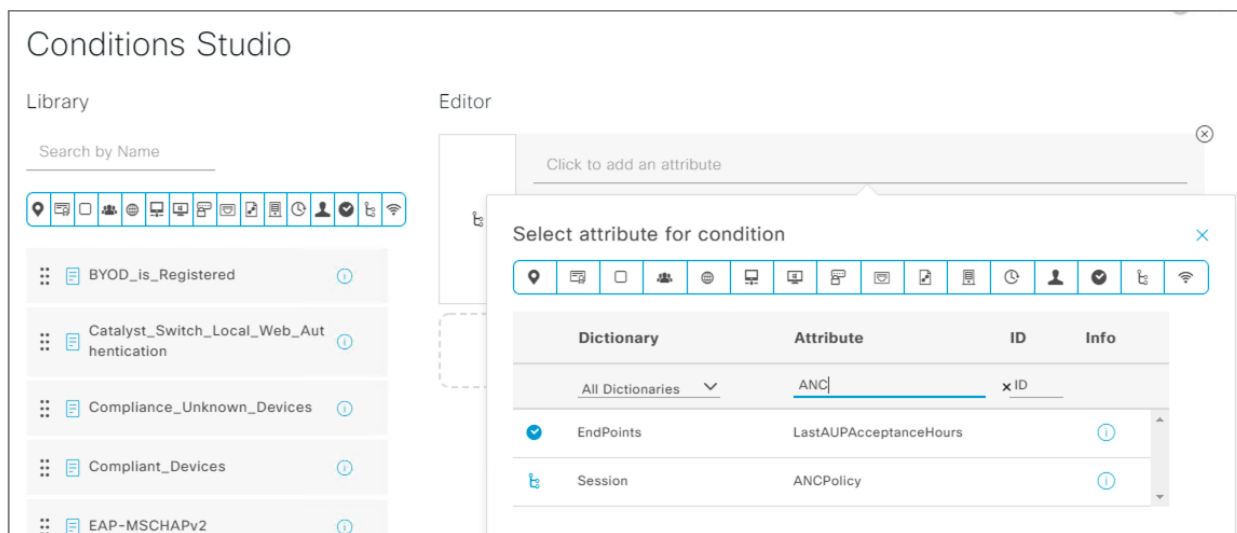 Conditions Studio
Library
Search by Name
BYOD_is_Registered
Catalyst_Switch_Local_Web_Aut
hentication
Compliance_Unknown_Devices
Compliant_Devices
EAP-MSCHAPv2
Editor
Click to add an attribute
Select attribute for condition
Dictionary Attribute ID Info
All Dictionaries ANC ID
EndPoints LastAUPAcceptanceHours
Session ANCPolicy